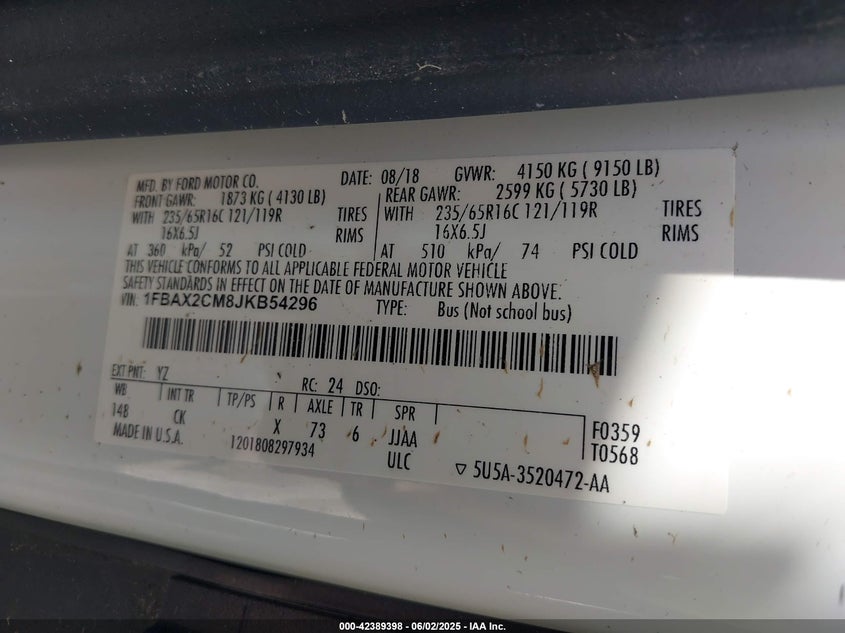 MFD. BY FORD MOTOR CO. DATE: 08/18 GVWR: 4150 KG ( 9150 LB)
FRONT GAWR: 1873 KG ( 4130 LB) REAR GAWR: 2599 KG ( 5730 LB)
WITH 235/65R16C 121/119R TIRES WITH 235/65R16C 121/119R TIRES
16X6.5J RIMS 16X6.5J RIMS
AT 360 kPa/ 52 PSI COLD AT 510 kPa/ 74 PSI COLD
THIS VEHICLE CONFORMS TO ALL APPLICABLE FEDERAL MOTOR VEHICLE
SAFETY STANDARDS IN EFFECT ON THE DATE OF MANUFACTURE SHOWN ABOVE.
VIN: 1FBAX2CM8JKB54296 TYPE: Bus (Not school bus)
EXT PNT: YZ RC: 24 DSO:
WB INT TR TP/PS R AXLE TR SPR
148 CK X 73 6 JJAA F0359
MADE IN U.S.A. 1201808297934 ULC T0568
5U5A-3520472-AA
000-42389398 - 06/02/2025 - IAA Inc.